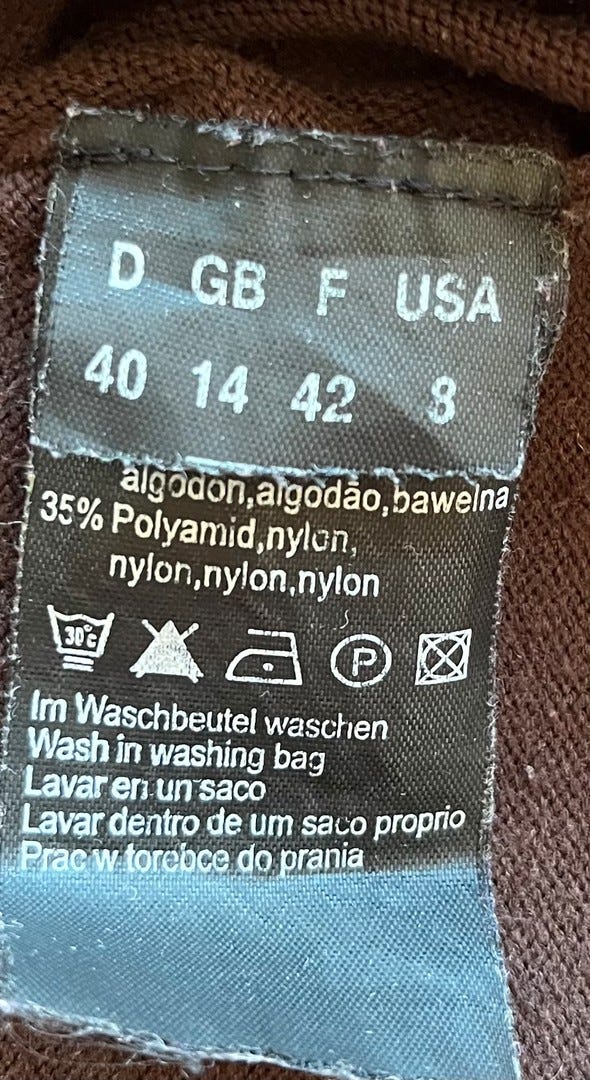 D GB F USA
40 14 42 8
algodon,algodão,bawelna
35% Polyamid,nylon,
nylon,nylon,nylon
30°c
P
Im Waschbeutel waschen
Wash in washing bag
Lavar en un saco
Lavar dentro de um saco proprio
Prac w torebce do prania